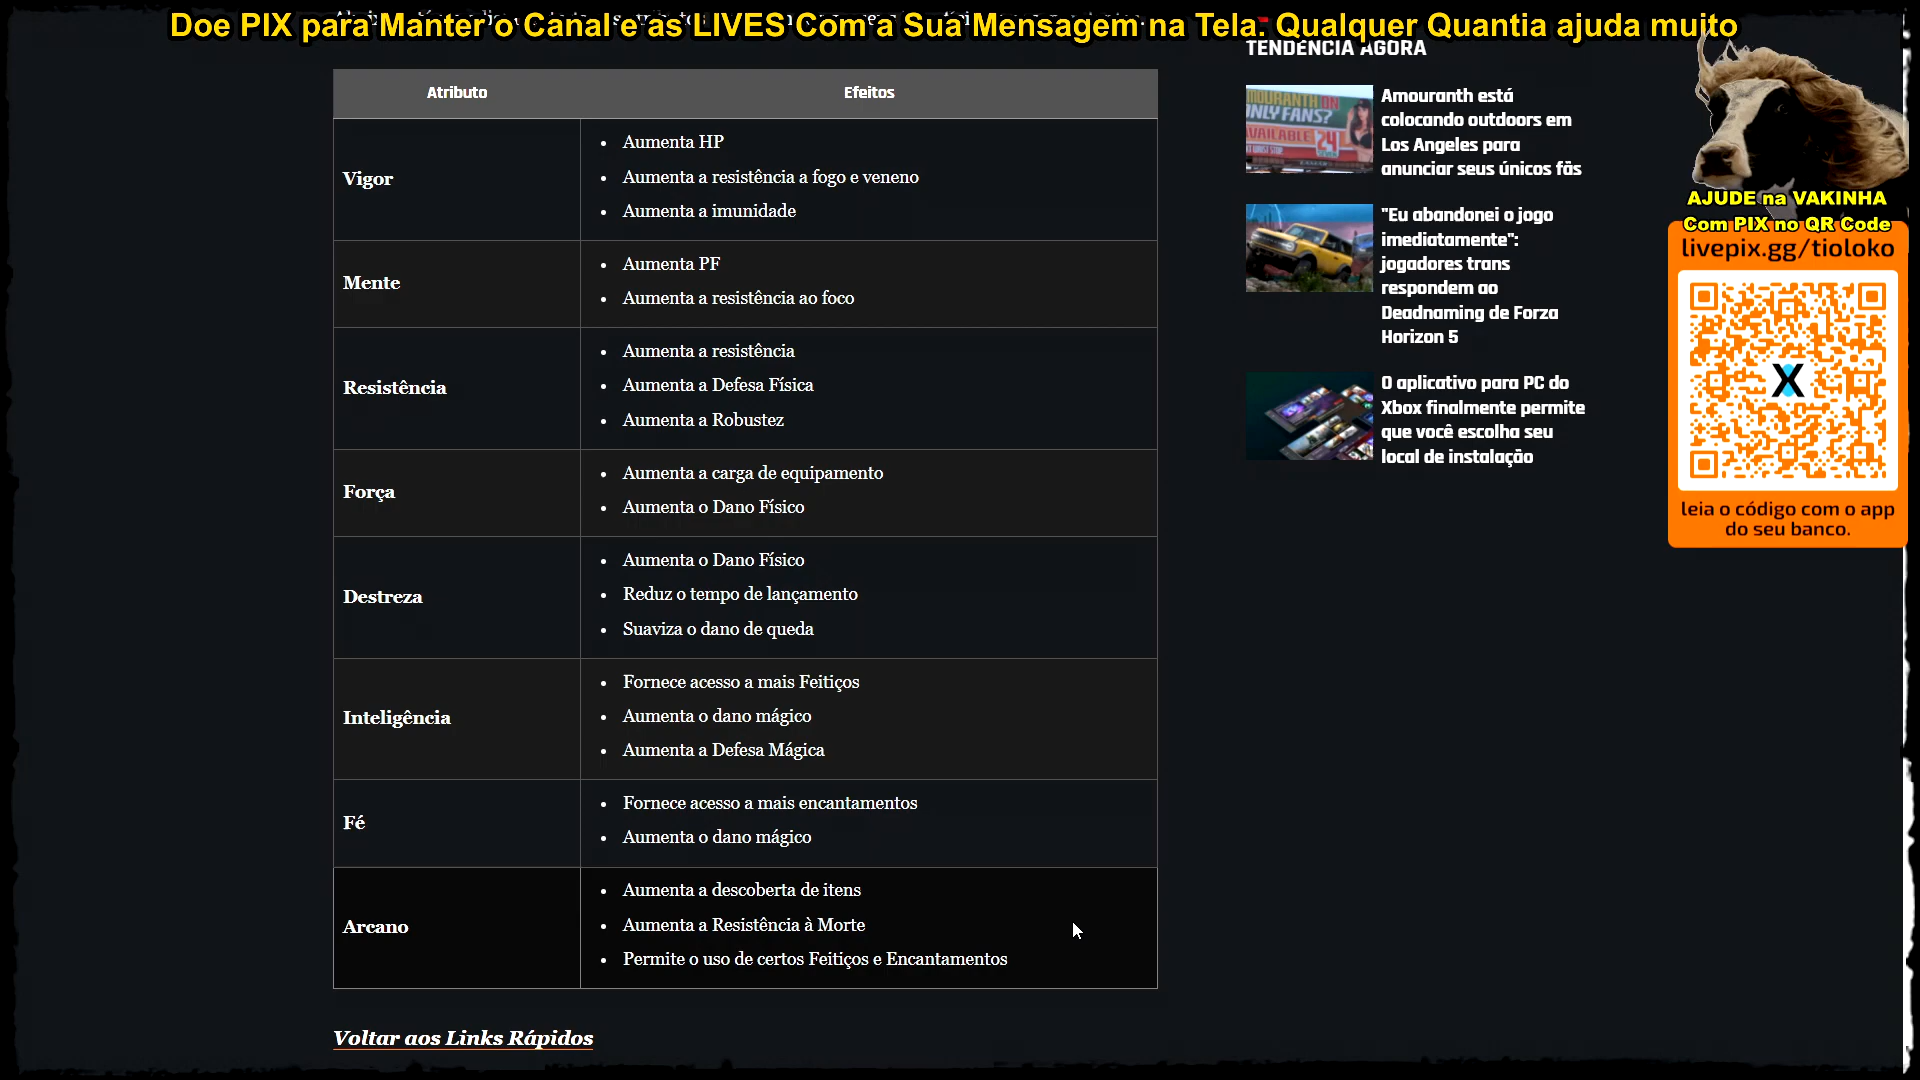 Doe PIX para Manter o Canal e as LIVES Com a Sua Mensagem na Tela. Qualquer Quantia ajuda muito
Atributo
Efeitos
Vigor
Aumenta HP
Aumenta a resistência a fogo e veneno
Aumenta a imunidade
Mente
Aumenta PF
Aumenta a resistência ao foco
Resistência
Aumenta a resistência
Aumenta a Defesa Física
Aumenta a Robustez
Força
Aumenta a carga de equipamento
Aumenta o Dano Físico
Destreza
Aumenta o Dano Físico
Reduz o tempo de lançamento
Suaviza o dano de queda
Inteligência
Fornece acesso a mais Feitiços
Aumenta o dano mágico
Aumenta a Defesa Mágica
Fé
Fornece acesso a mais encantamentos
Aumenta o dano mágico
Arcano
Aumenta a descoberta de itens
Aumenta a Resistência à Morte
Permite o uso de certos Feitiços e Encantamentos
Voltar aos Links Rápidos
TENDÊNCIA AGORA
ONLY FANS?
AVAILABLE 24
Amouranth está
colocando outdoors em
Los Angeles para
anunciar seus únicos fãs
"Eu abandonei o jogo
imediatamente":
jogadores trans
respondem ao
Deadnaming de Forza
Horizon 5
O aplicativo para PC do
Xbox finalmente permite
que você escolha seu
local de instalação
AJUDE na VAKINHA
Com PIX no QR Code
livepix.gg/tioloko
leia o código com o app
do seu banco.